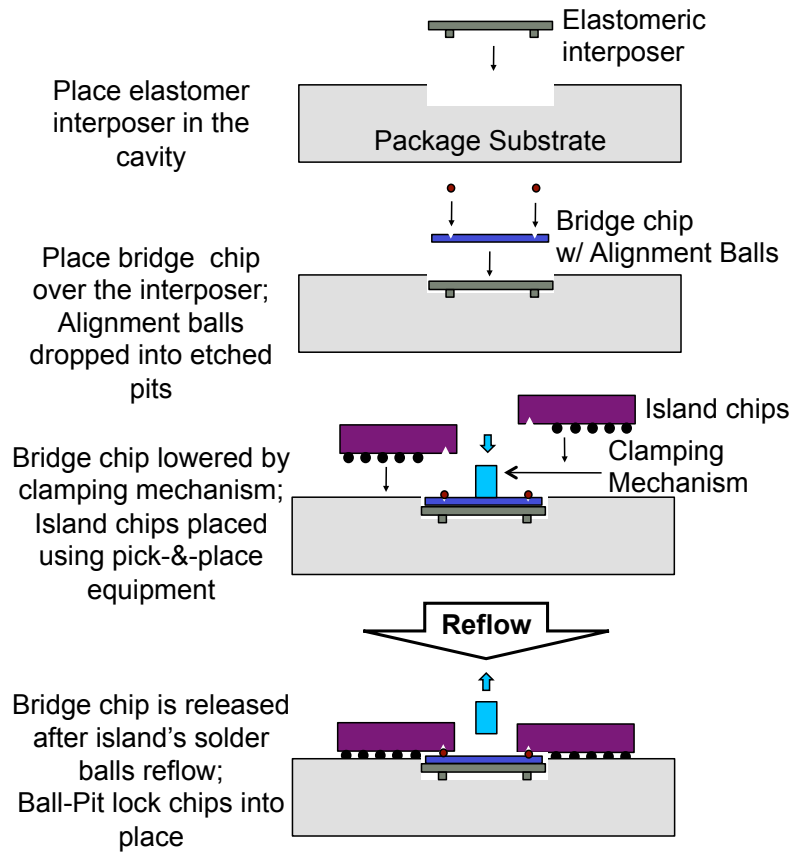 Elastomeric
interposer
Place elastomer
interposer in the
cavity
Package Substrate
Bridge chip
w/ Alignment Balls
Place bridge  chip
over the interposer;
Alignment balls
dropped into etched
pits
Island chips
Clamping
Mechanism
Bridge chip lowered by
clamping mechanism;
Island chips placed
using pick-&-place
equipment
Reflow
Bridge chip is released
after island’s solder
balls reflow;
Ball-Pit lock chips into
place